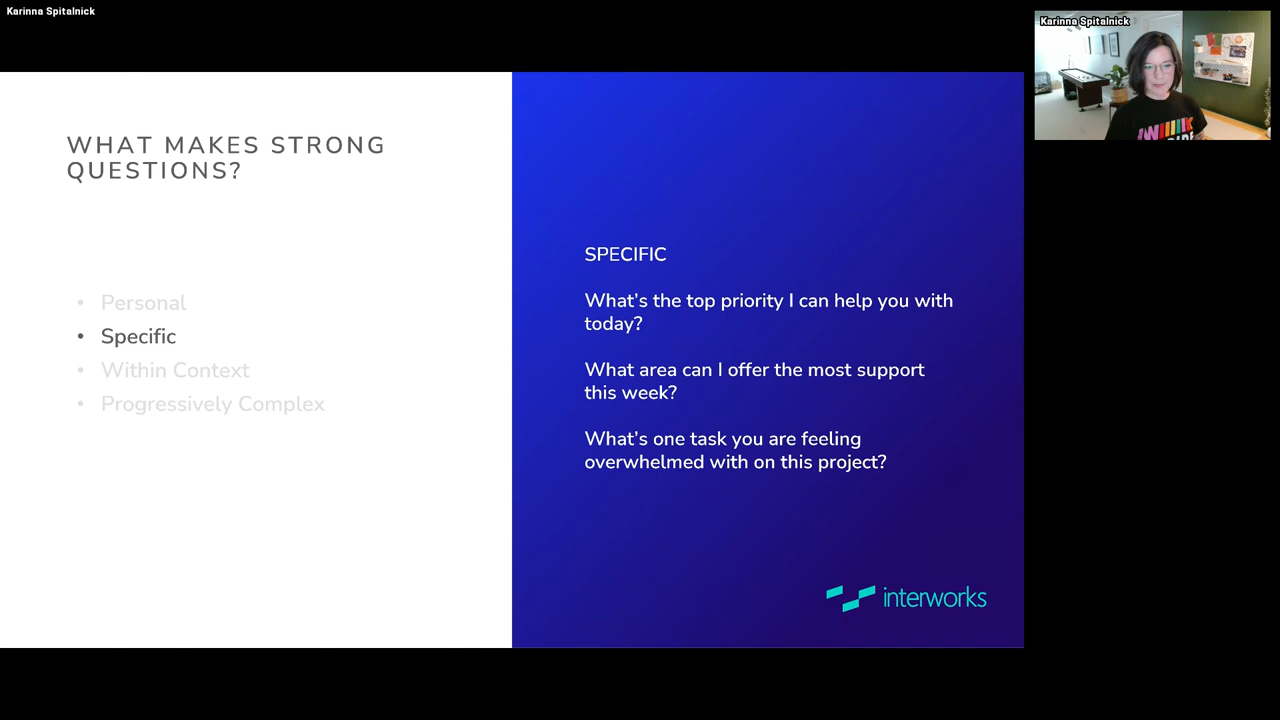 Karinna Spitalnick
Karinna Spitalnick
WHAT MAKES STRONG
QUESTIONS?
• Personal
• Specific
• Within Context
• Progressively Complex
SPECIFIC
What's the top priority I can help you with
today?
What area can I offer the most support
this week?
What's one task you are feeling
overwhelmed with on this project?
interworks